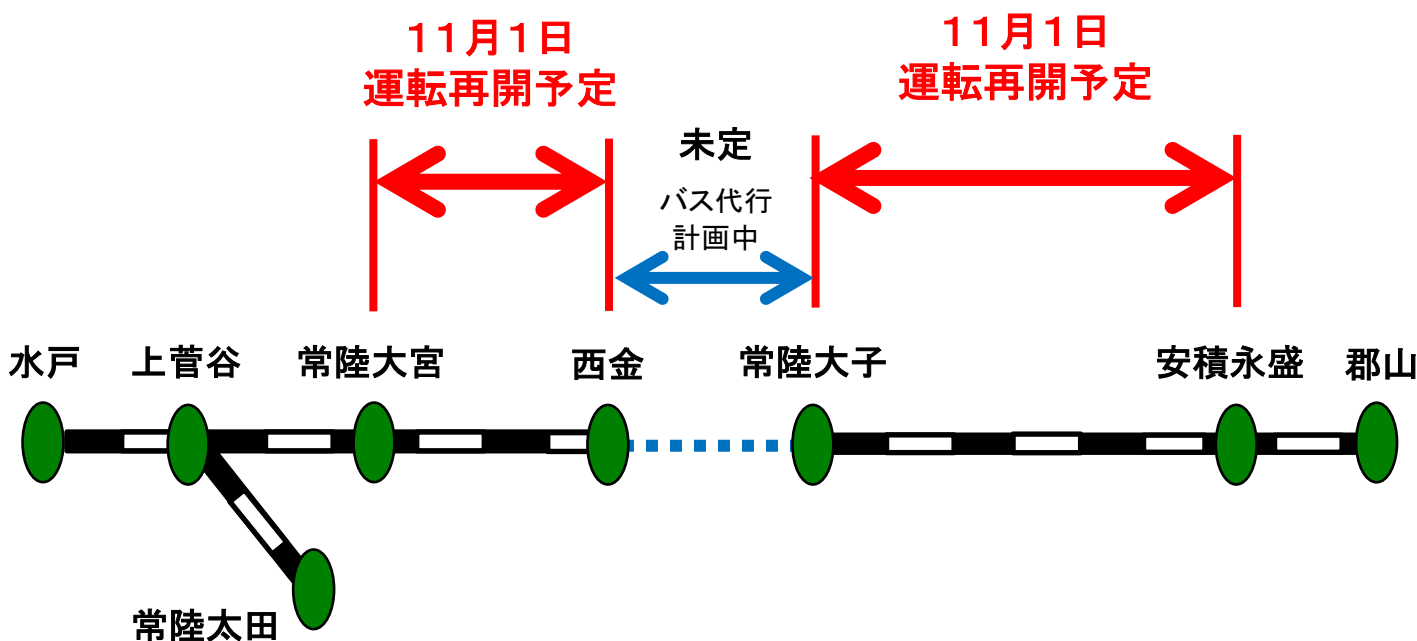 11月1日
運転再開予定
11月1日
運転再開予定
未定
バス代行
計画中
水戸
上菅谷
常陸大宮
西金
常陸大子
安積永盛
郡山
常陸太田